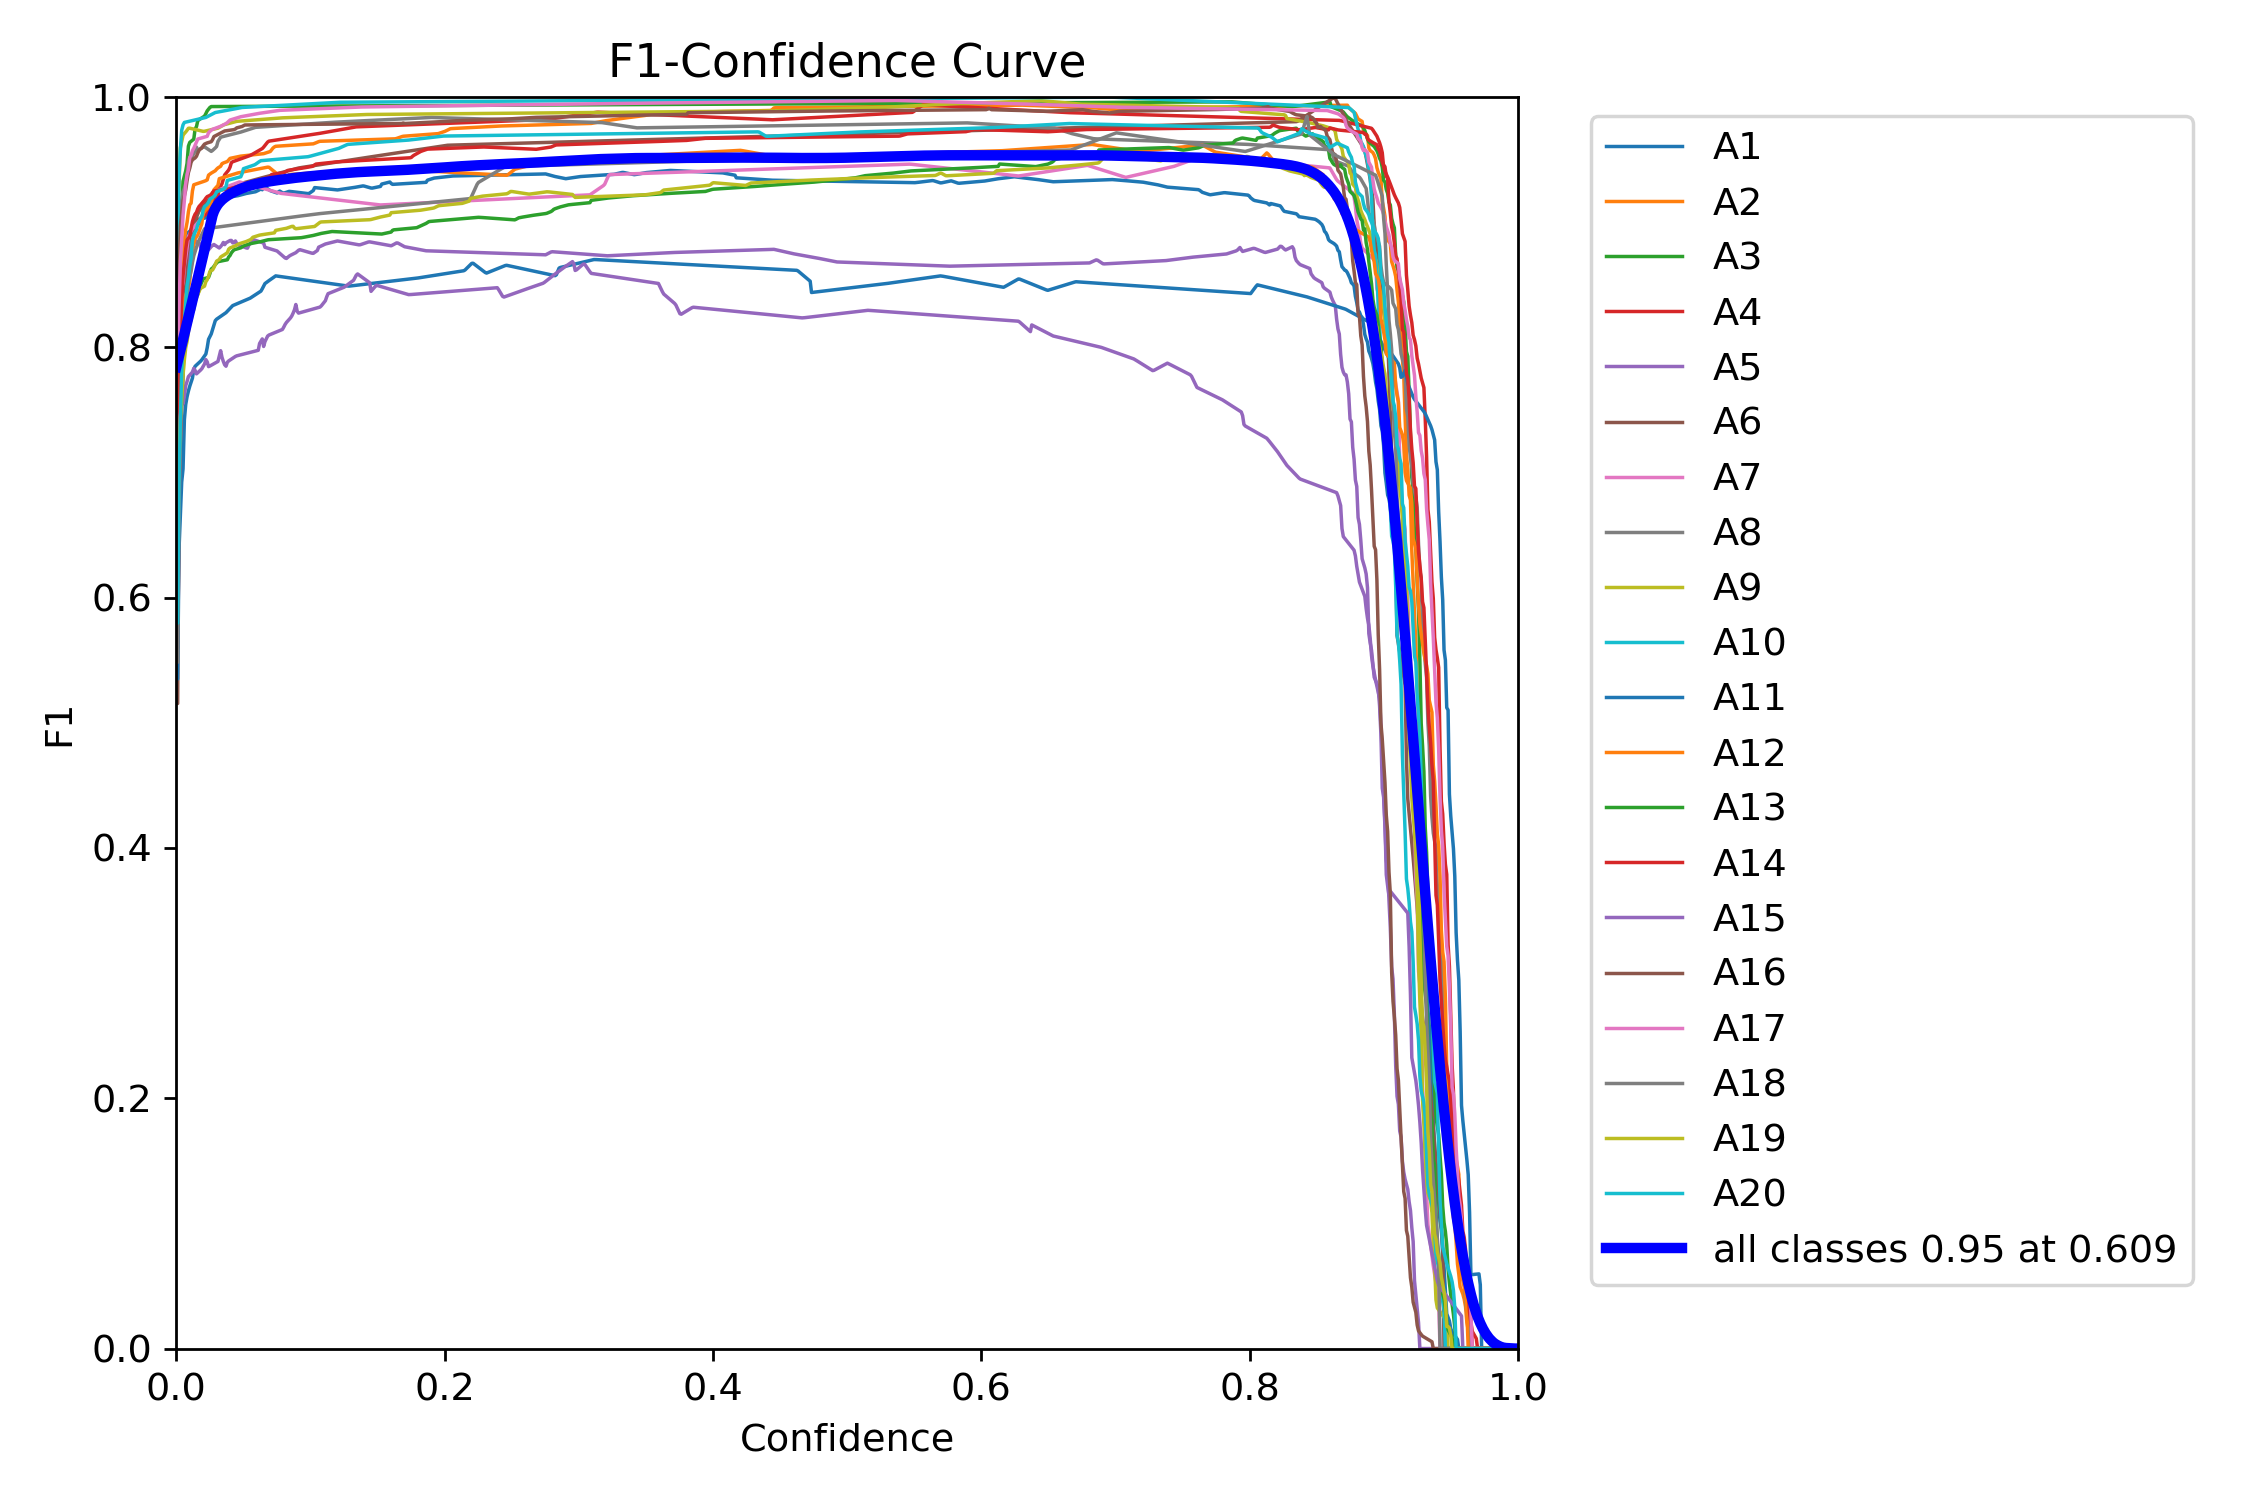 F1-Confidence Curve
1.0
0.8
0.6
0.4
0.2
0.0
F1
0.0 0.2 0.4 0.6 0.8 1.0
Confidence
A1
A2
A3
A4
A5
A6
A7
A8
A9
A10
A11
A12
A13
A14
A15
A16
A17
A18
A19
A20
all classes 0.95 at 0.609